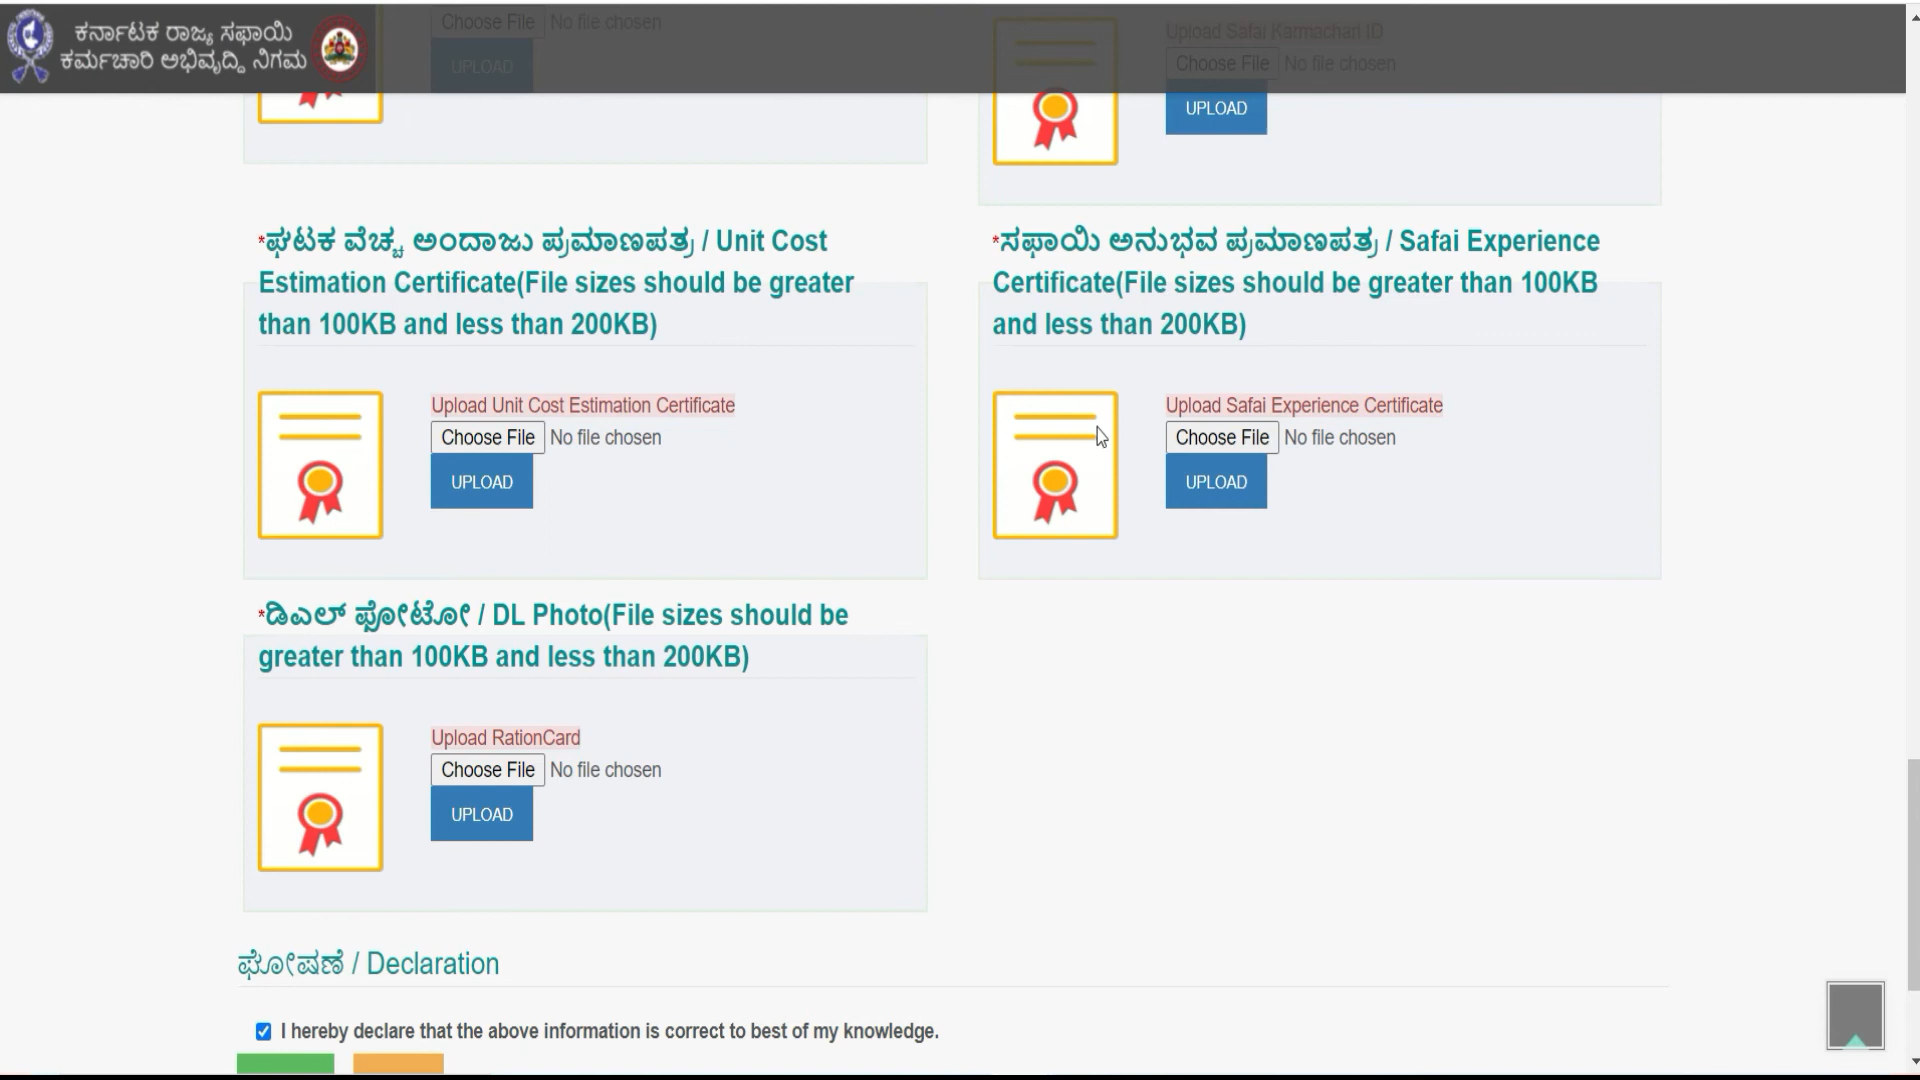 ಕರ್ನಾಟಕ ರಾಜ್ಯ ಸಫಾಯಿ
ಕರ್ಮಚಾರಿ ಅಭಿವೃದ್ಧಿ ನಿಗಮ
Choose File No file chosen
UPLOAD
Upload Safai Karmachari ID
Choose File No file chosen
UPLOAD
*ಘಟಕ ವೆಚ್ಚ ಅಂದಾಜು ಪ್ರಮಾಣಪತ್ರ / Unit Cost
Estimation Certificate(File sizes should be greater
than 100KB and less than 200KB)
Upload Unit Cost Estimation Certificate
Choose File No file chosen
UPLOAD
*ಸಫಾಯಿ ಅನುಭವ ಪ್ರಮಾಣಪತ್ರ / Safai Experience
Certificate(File sizes should be greater than 100KB
and less than 200KB)
Upload Safai Experience Certificate
Choose File No file chosen
UPLOAD
*ಡಿಎಲ್ ಫೋಟೋ / DL Photo(File sizes should be
greater than 100KB and less than 200KB)
Upload RationCard
Choose File No file chosen
UPLOAD
ಘೋಷಣೆ / Declaration
I hereby declare that the above information is correct to best of my knowledge.